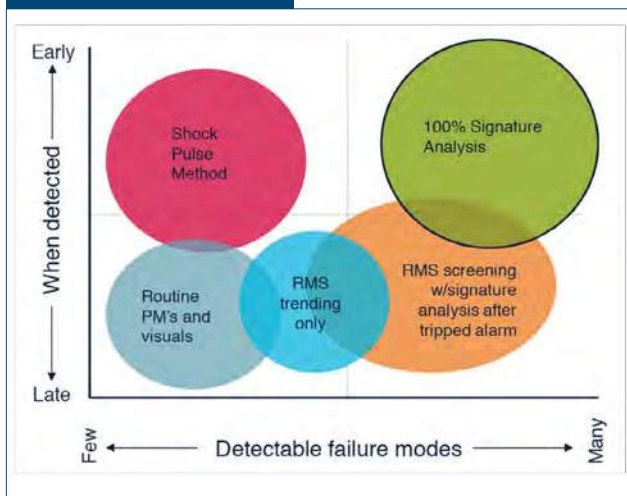 Early
When detected
Late
Shock
Pulse
Method
100% Signature
Analysis
Routine
PM's and
visuals
RMS
trending
only
RMS screening
w/signature
analysis after
tripped alarm
Few
Detectable failure modes
Many